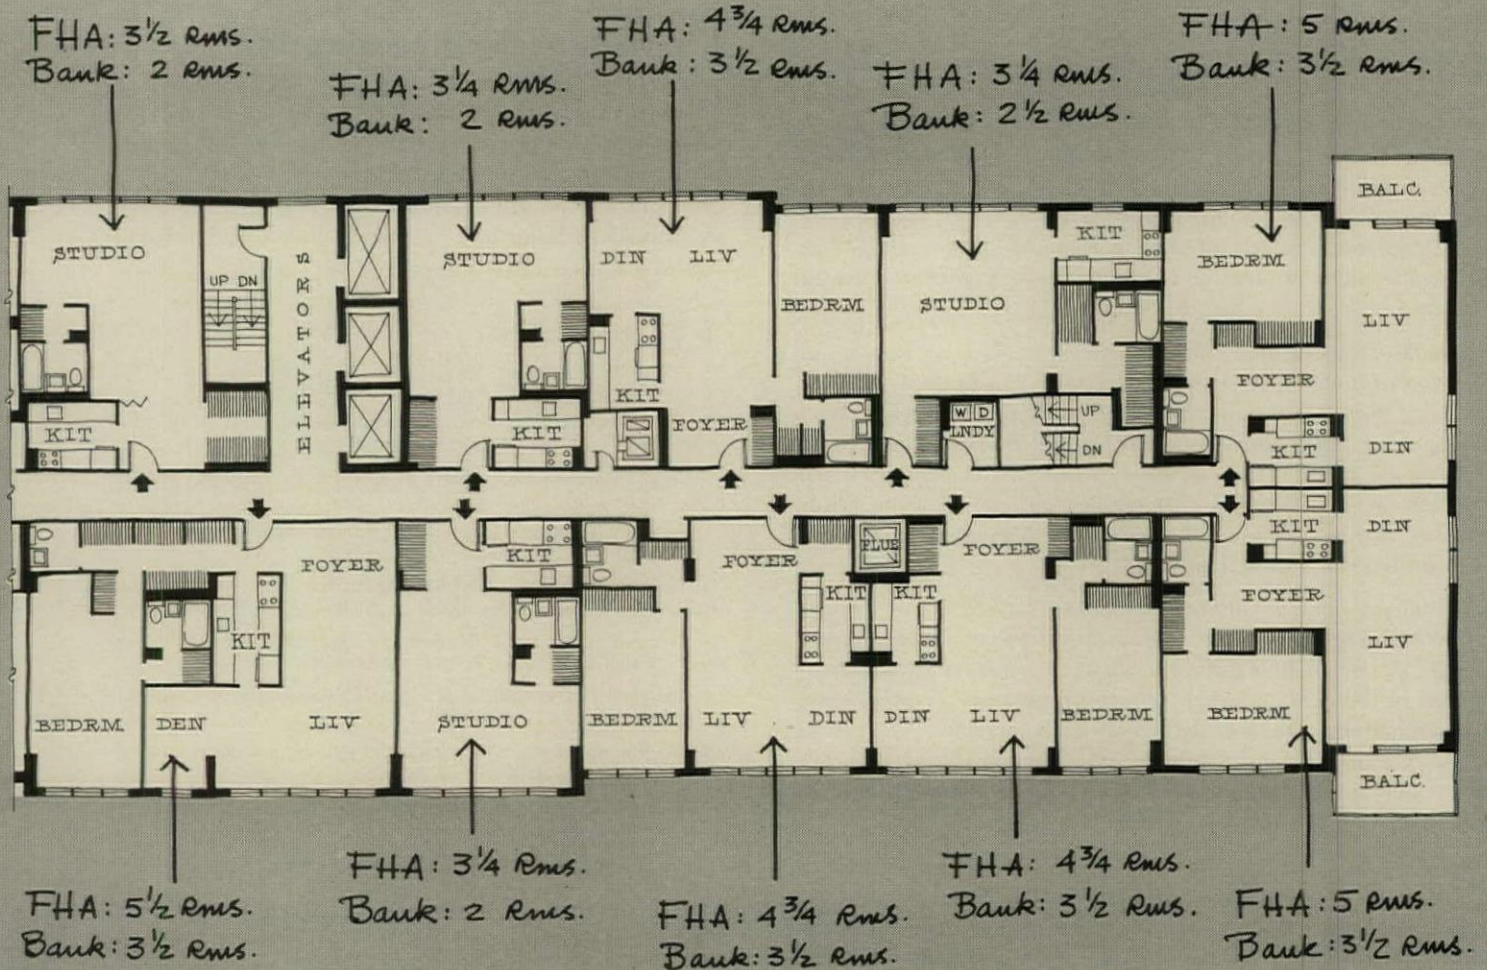 FHA: 3½ Rms.
Bank: 2 Rms.
FHA: 3¼ Rms.
Bank: 2 Rms.
FHA: 4¾ Rms.
Bank: 3½ Rms.
FHA: 3¼ Rms.
Bank: 2½ Rms.
FHA: 5 Rms.
Bank: 3½ Rms.
BALC.
STUDIO
UP DN
ELEVATORS
STUDIO
DIN LIV
BEDRM
STUDIO
KIT
BEDRM
LIV
KIT
KIT
KIT
FOYER
W D
LNDY
UP
DN
FOYER
KIT
DIN
FOYER
KIT
FOYER
FLUE
FOYER
KIT
DIN
KIT
KIT
KIT
FOYER
LIV
BEDRM
DEN
LIV
STUDIO
BEDRM
LIV
DIN
DIN
LIV
BEDRM
BEDRM
BALC.
FHA: 5½ Rms.
Bank: 3½ Rms.
FHA: 3¼ Rms.
Bank: 2 Rms.
FHA: 4¾ Rms.
Bank: 3½ Rms.
FHA: 4¾ Rms.
Bank: 3½ Rms.
FHA: 5 Rms.
Bank: 3½ Rms.